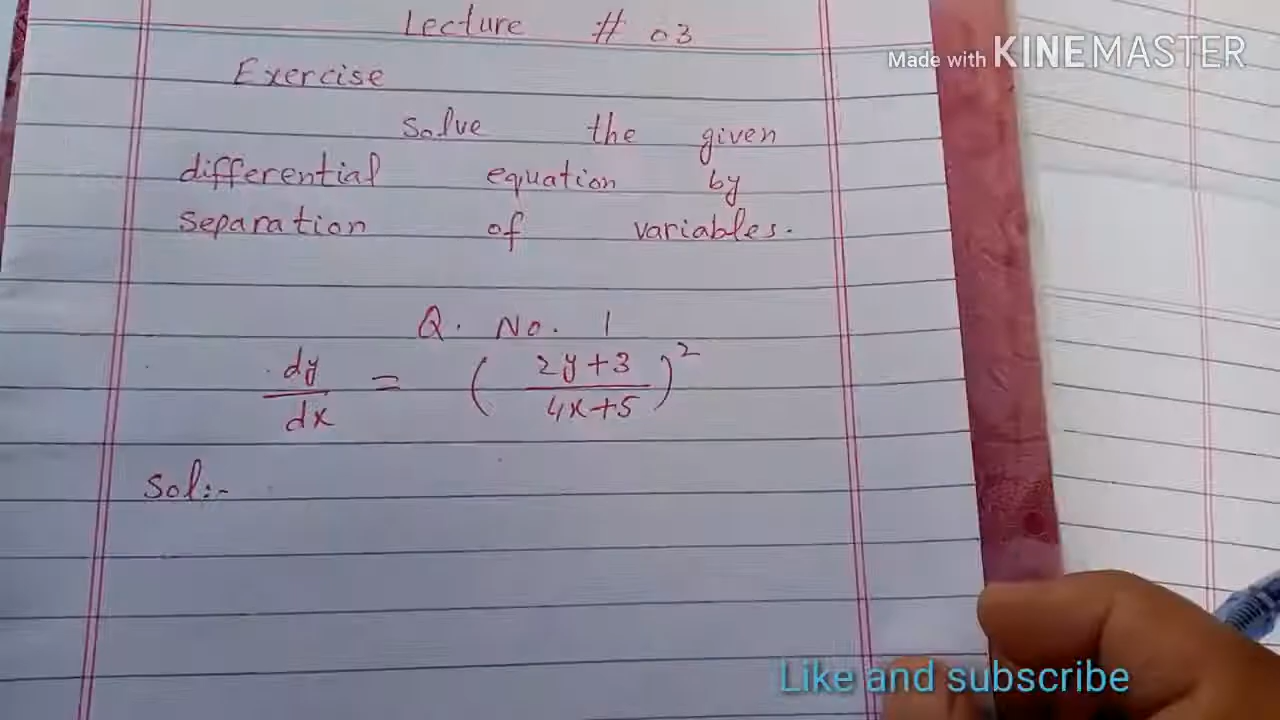 Lecture # 03
Made with KINEMASTER
Exercise
Solve the given
differential equation by
separation of variables.
Q. No. 1
dy/dx = (2y+3/4x+5)²
Sol:-
Like and subscribe